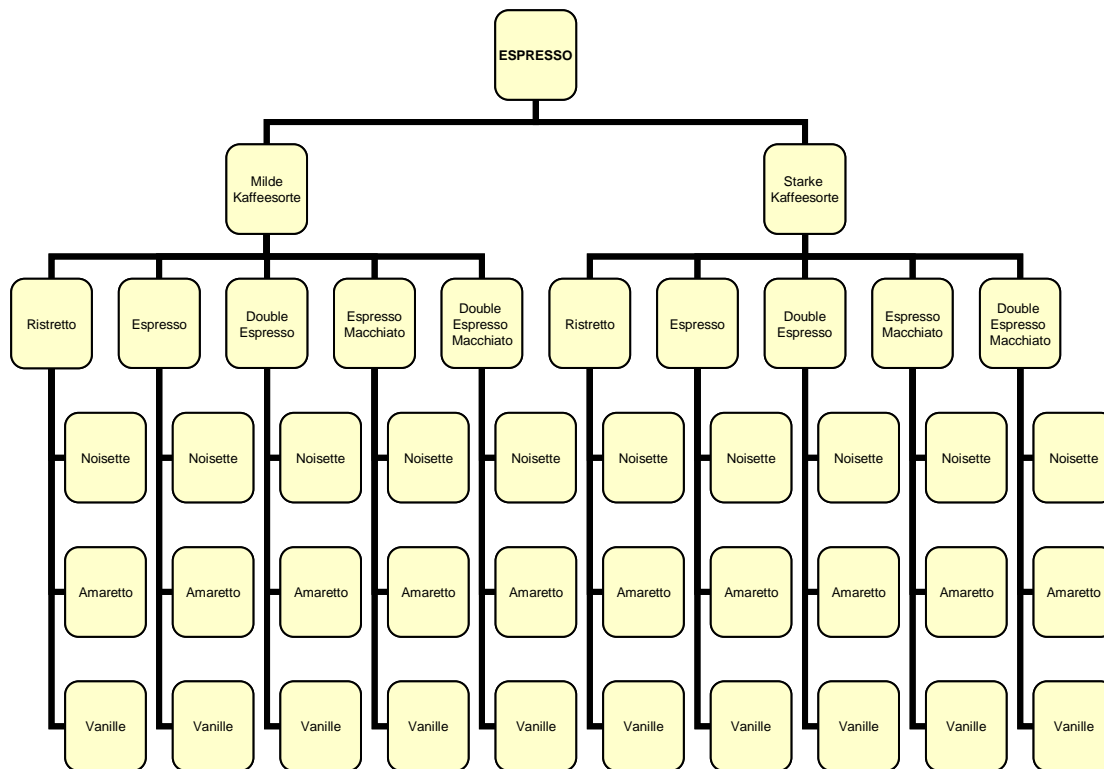 ESPRESSO
Milde
Kaffeesorte
Starke
Kaffeesorte
Ristretto
Espresso
Double
Espresso
Espresso
Macchiato
Double
Espresso
Macchiato
Ristretto
Espresso
Double
Espresso
Espresso
Macchiato
Double
Espresso
Macchiato
Noisette
Noisette
Noisette
Noisette
Noisette
Noisette
Noisette
Noisette
Noisette
Noisette
Amaretto
Amaretto
Amaretto
Amaretto
Amaretto
Amaretto
Amaretto
Amaretto
Amaretto
Amaretto
Vanille
Vanille
Vanille
Vanille
Vanille
Vanille
Vanille
Vanille
Vanille
Vanille